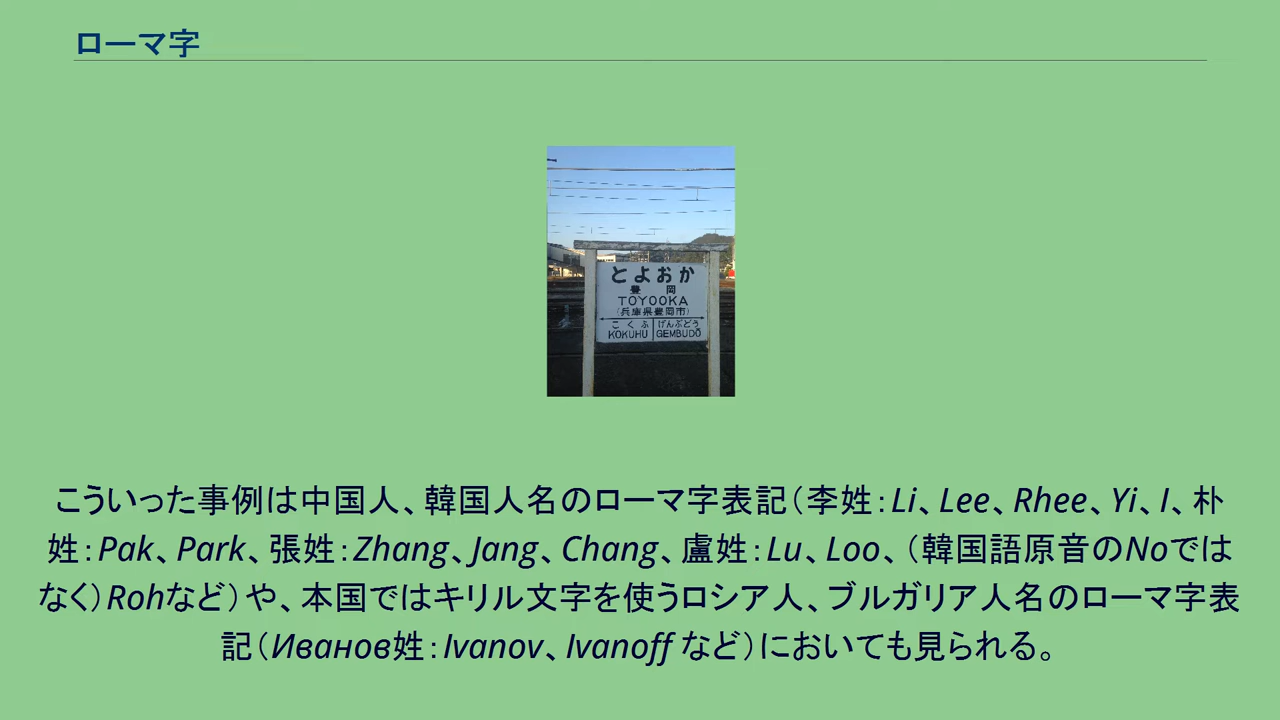 ローマ字
とよおか
豊岡
TOYOOKA
(兵庫県豊岡市)
こくふ げんぶどう
KOKUHU GEMBUDŌ
こういった事例は中国人、韓国人名のローマ字表記（李姓：Li、Lee、Rhee、Yi、I、朴
姓：Pak、Park、張姓：Zhang、Jang、Chang、盧姓：Lu、Loo、（韓国語原音のNoでは
なく）Rohなど）や、本国ではキリル文字を使うロシア人、ブルガリア人名のローマ字表
記（Иванов姓：Ivanov、Ivanoff など）においても見られる。